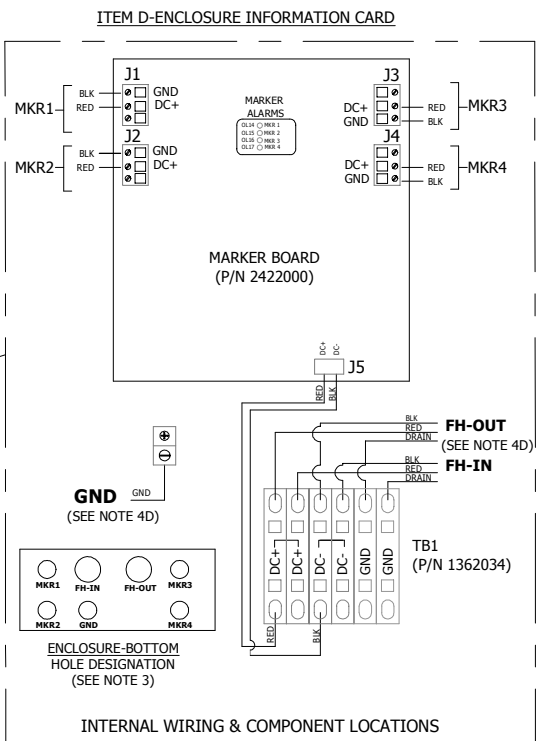 ITEM D-ENCLOSURE INFORMATION CARD
J1
BLK
GND
RED
DC+
MKR1
J2
BLK
GND
RED
DC+
MKR2
MARKER
ALARMS
OL14 MKR 1
OL15 MKR 2
OL16 MKR 3
OL17 MKR 4
J3
DC+
RED
GND
BLK
MKR3
J4
DC+
RED
GND
BLK
MKR4
MARKER BOARD
(P/N 2422000)
DC+
DC-
J5
RED
BLK
BLK
RED
DRAIN
FH-OUT
(SEE NOTE 4D)
BLK
RED
DRAIN
FH-IN
GND
GND
(SEE NOTE 4D)
DC+
DC+
DC-
DC-
GND
GND
TB1
(P/N 1362034)
RED
BLK
MKR1
FH-IN
FH-OUT
MKR3
MKR2
GND
MKR4
ENCLOSURE-BOTTOM
HOLE DESIGNATION
(SEE NOTE 3)
INTERNAL WIRING & COMPONENT LOCATIONS